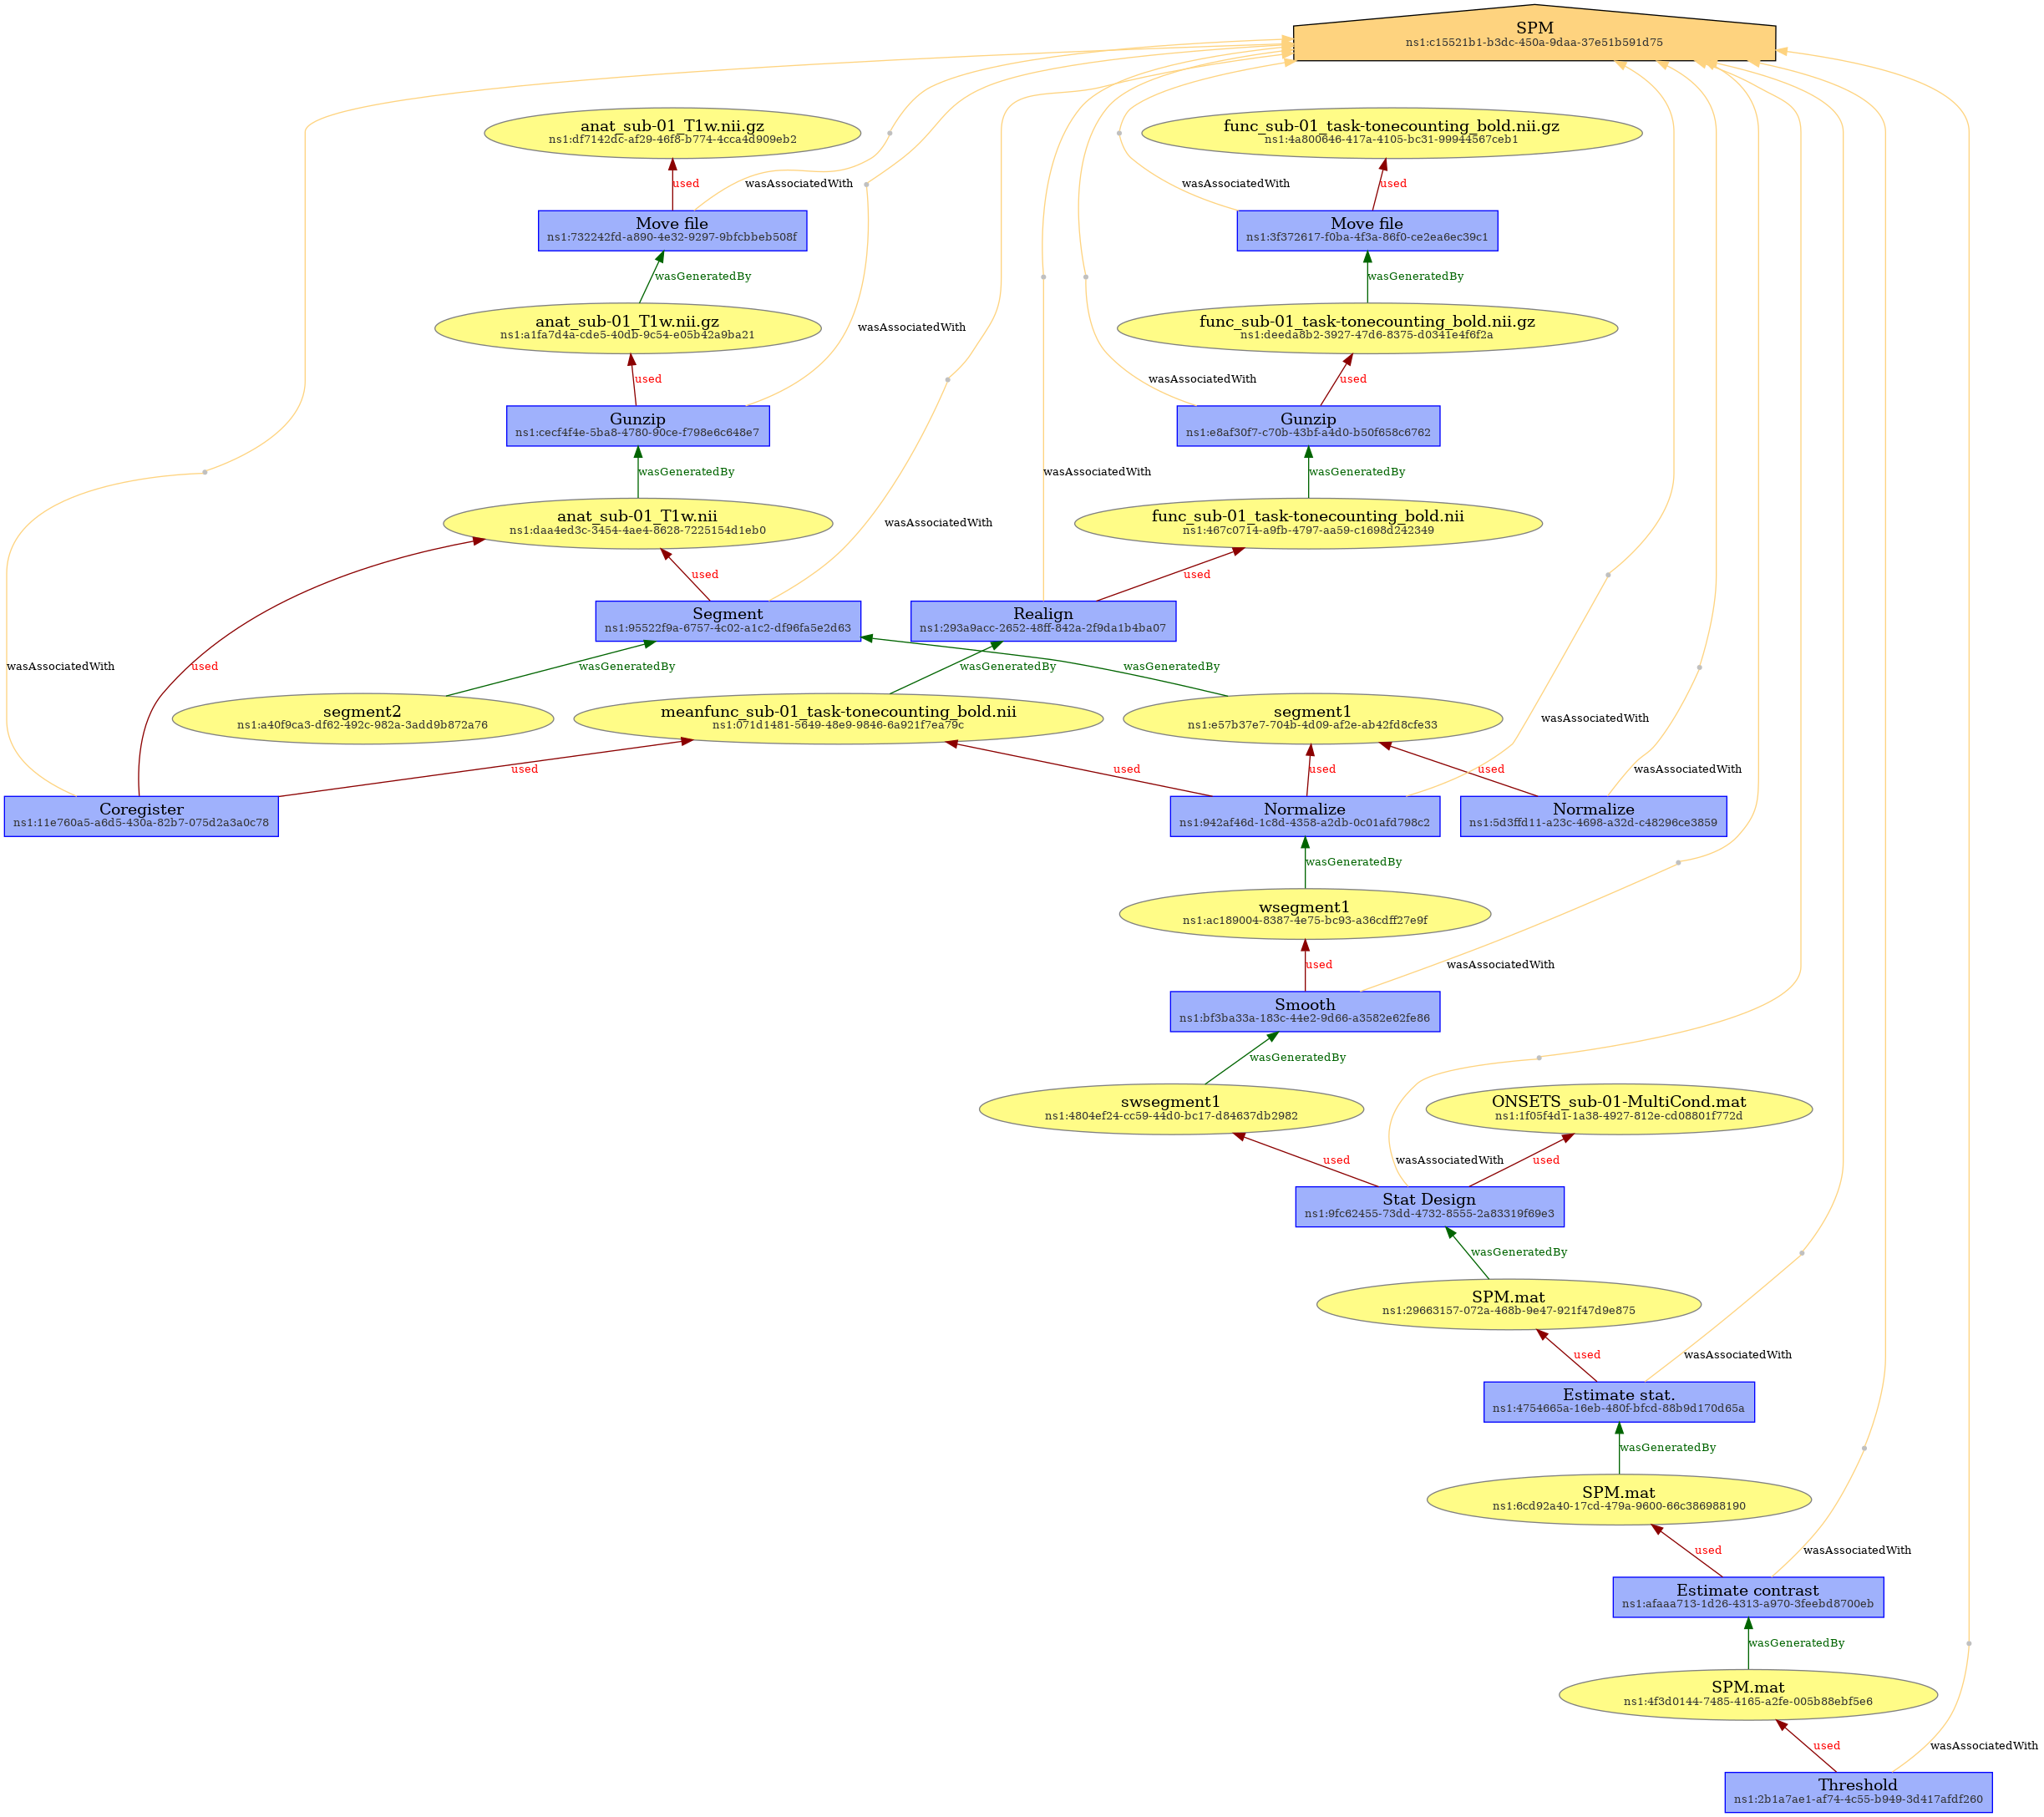 SPM
ns1:c15521b1-b3dc-450a-9daa-37e51b591d75
anat_sub-01_T1w.nii.gz
ns1:df7142dc-af29-46f8-b774-4cca4d909eb2
func_sub-01_task-tonecounting_bold.nii.gz
ns1:4a800646-417a-4105-bc31-99944567ceb1
used
wasAssociatedWith
wasAssociatedWith
used
Move file
ns1:732242fd-a890-4e32-9297-9bfcbbeb508f
Move file
ns1:3f372617-f0ba-4f3a-86f0-ce2ea6ec39c1
wasGeneratedBy
wasGeneratedBy
anat_sub-01_T1w.nii.gz
ns1:a1fa7d4a-cde5-40db-9c54-e05b42a9ba21
wasAssociatedWith
func_sub-01_task-tonecounting_bold.nii.gz
ns1:deeda8b2-3927-47d6-8375-d0341e4f6f2a
used
wasAssociatedWith
used
Gunzip
ns1:cecf4f4e-5ba8-4780-90ce-f798e6c648e7
Gunzip
ns1:e8af30f7-c70b-43bf-a4d0-b50f658c6762
wasGeneratedBy
wasAssociatedWith
wasGeneratedBy
anat_sub-01_T1w.nii
ns1:daa4ed3c-3454-4ae4-8628-7225154d1eb0
wasAssociatedWith
func_sub-01_task-tonecounting_bold.nii
ns1:467c0714-a9fb-4797-aa59-c1698d242349
used
used
Segment
ns1:95522f9a-6757-4c02-a1c2-df96fa5e2d63
Realign
ns1:293a9acc-2652-48ff-842a-2f9da1b4ba07
wasAssociatedWith
used
wasGeneratedBy
wasGeneratedBy
wasGeneratedBy
segment2
ns1:a40f9ca3-df62-492c-982a-3add9b872a76
meanfunc_sub-01_task-tonecounting_bold.nii
ns1:071d1481-5649-48e9-9846-6a921f7ea79c
segment1
ns1:e57b37e7-704b-4d09-af2e-ab42fd8cfe33
wasAssociatedWith
used
used
used
used
wasAssociatedWith
Coregister
ns1:11e760a5-a6d5-430a-82b7-075d2a3a0c78
Normalize
ns1:942af46d-1c8d-4358-a2db-0c01afd798c2
Normalize
ns1:5d3ffd11-a23c-4698-a32d-c48296ce3859
wasGeneratedBy
wsegment1
ns1:ac189004-8387-4e75-bc93-a36cdff27e9f
used
wasAssociatedWith
Smooth
ns1:bf3ba33a-183c-44e2-9d66-a3582e62fe86
wasGeneratedBy
swsegment1
ns1:4804ef24-cc59-44d0-bc17-d84637db2982
ONSETS_sub-01-MultiCond.mat
ns1:1f05f4d1-1a38-4927-812e-cd08801f772d
used
wasAssociatedWith
used
Stat Design
ns1:9fc62455-73dd-4732-8555-2a83319f69e3
wasGeneratedBy
SPM.mat
ns1:29663157-072a-468b-9e47-921f47d9e875
used
wasAssociatedWith
Estimate stat.
ns1:4754665a-16eb-480f-bfcd-88b9d170d65a
wasGeneratedBy
SPM.mat
ns1:6cd92a40-17cd-479a-9600-66c386988190
used
wasAssociatedWith
Estimate contrast
ns1:afaaa713-1d26-4313-a970-3feebd8700eb
wasGeneratedBy
SPM.mat
ns1:4f3d0144-7485-4165-a2fe-005b88ebf5e6
used
wasAssociatedWith
Threshold
ns1:2b1a7ae1-af74-4c55-b949-3d417afdf260